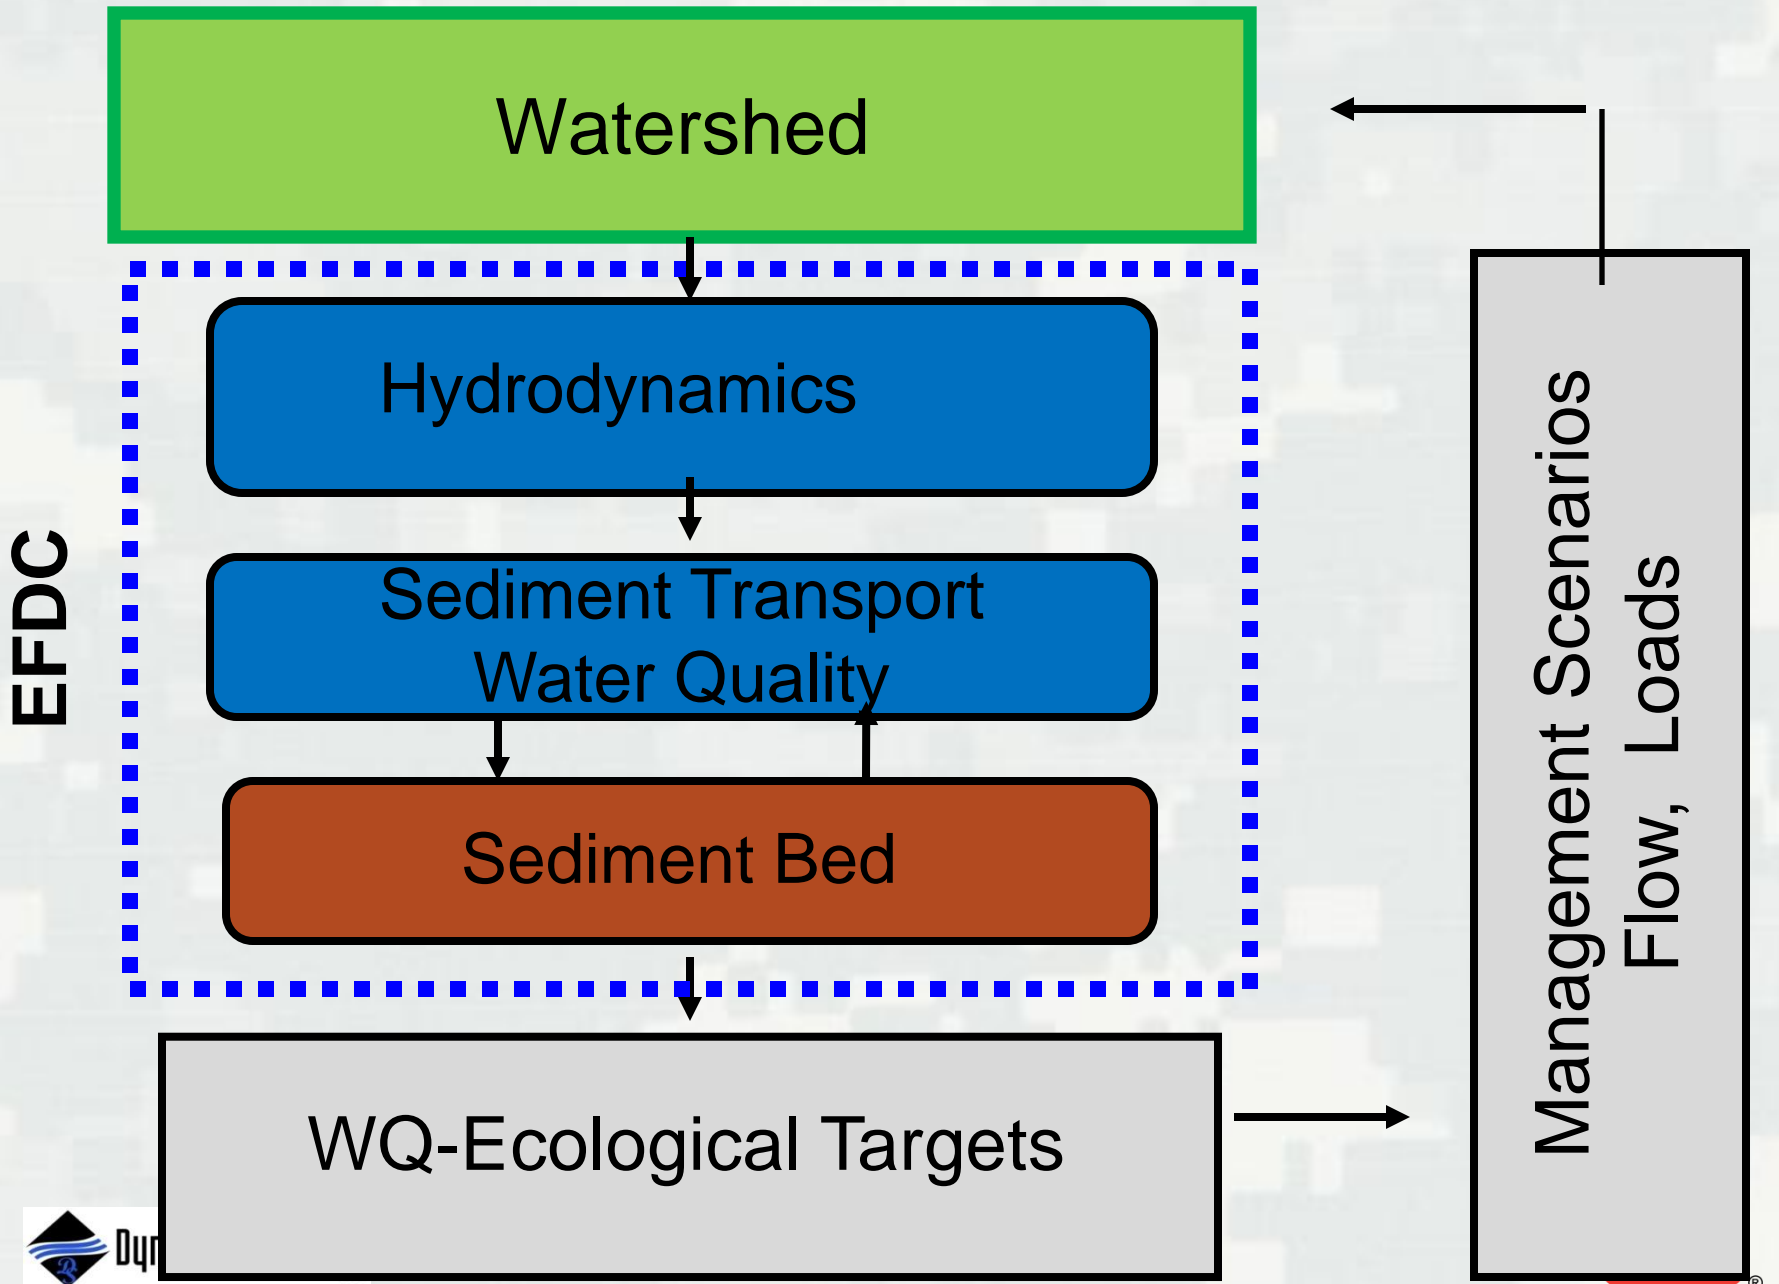 Watershed
EFDC
Hydrodynamics
Sediment Transport
Water Quality
Sediment Bed
WQ-Ecological Targets
Management Scenarios
Flow, Loads
®